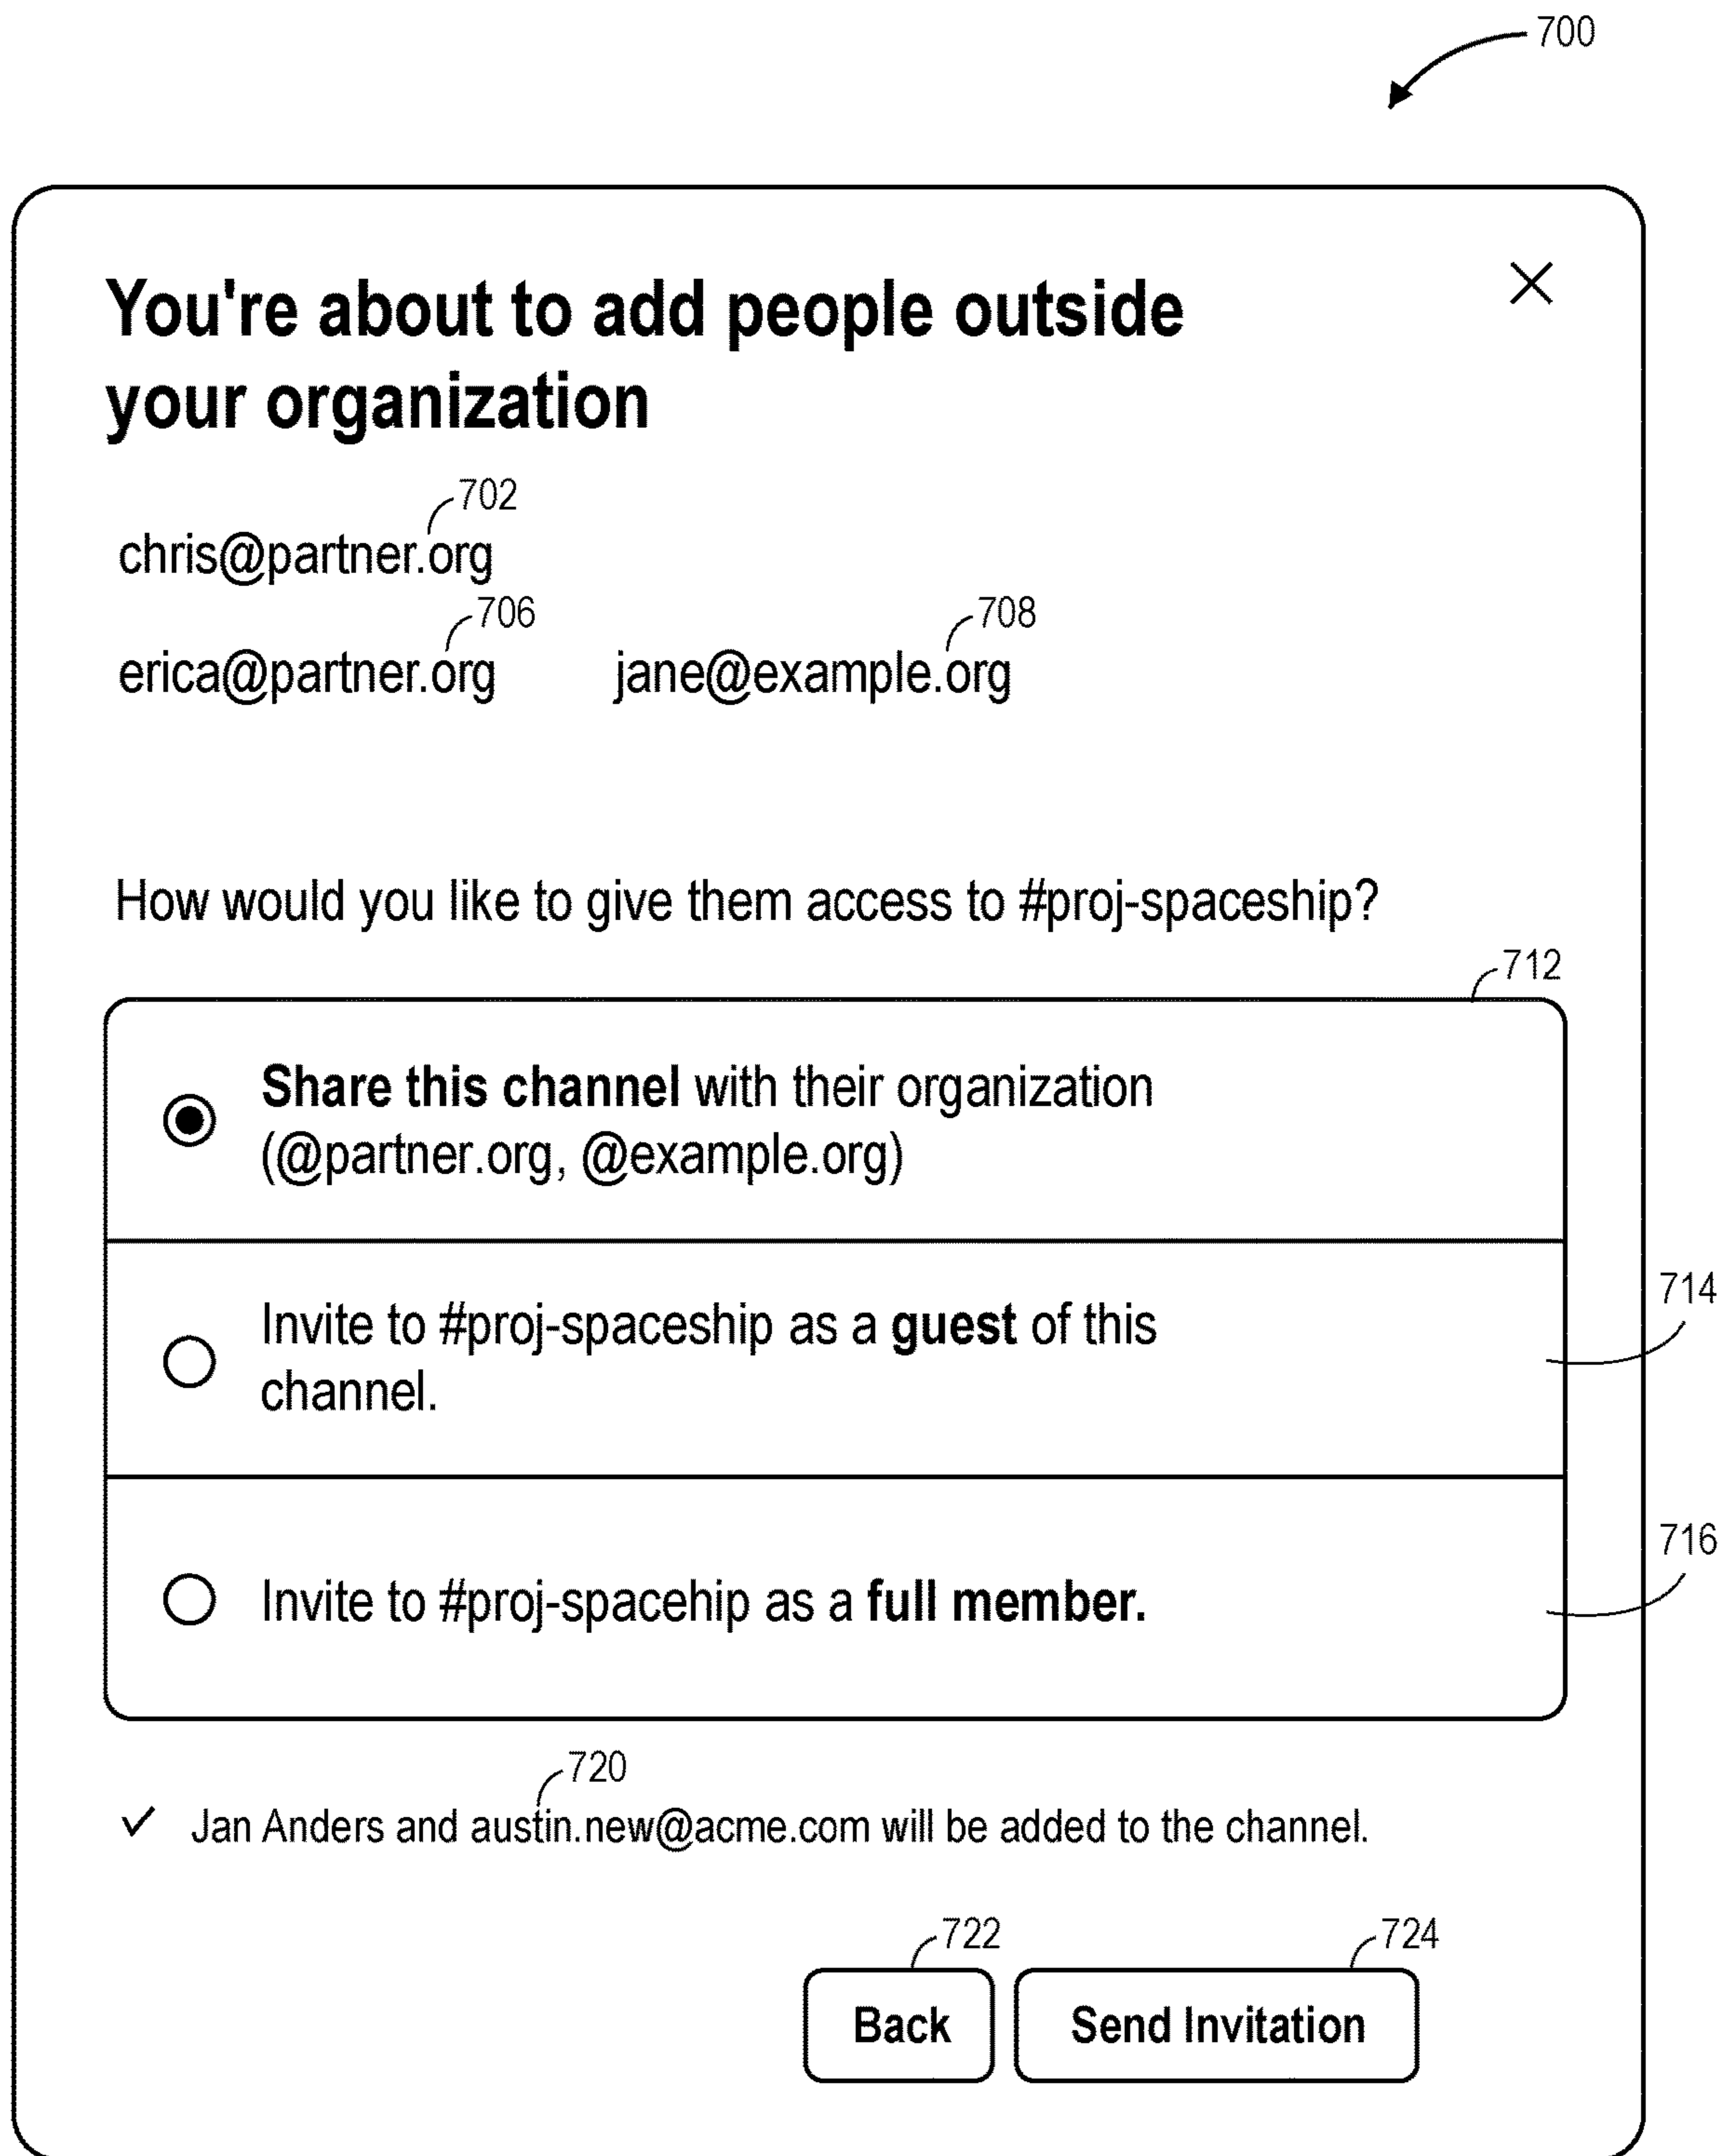 700
You're about to add people outside
your organization
702
chris@partner.org
706 708
erica@partner.org jane@example.org
How would you like to give them access to #proj-spaceship?
712
Share this channel with their organization
(@partner.org, @example.org)
714
Invite to #proj-spaceship as a guest of this
channel.
716
Invite to #proj-spacehip as a full member.
720
✓ Jan Anders and austin.new@acme.com will be added to the channel.
722 724
Back Send Invitation